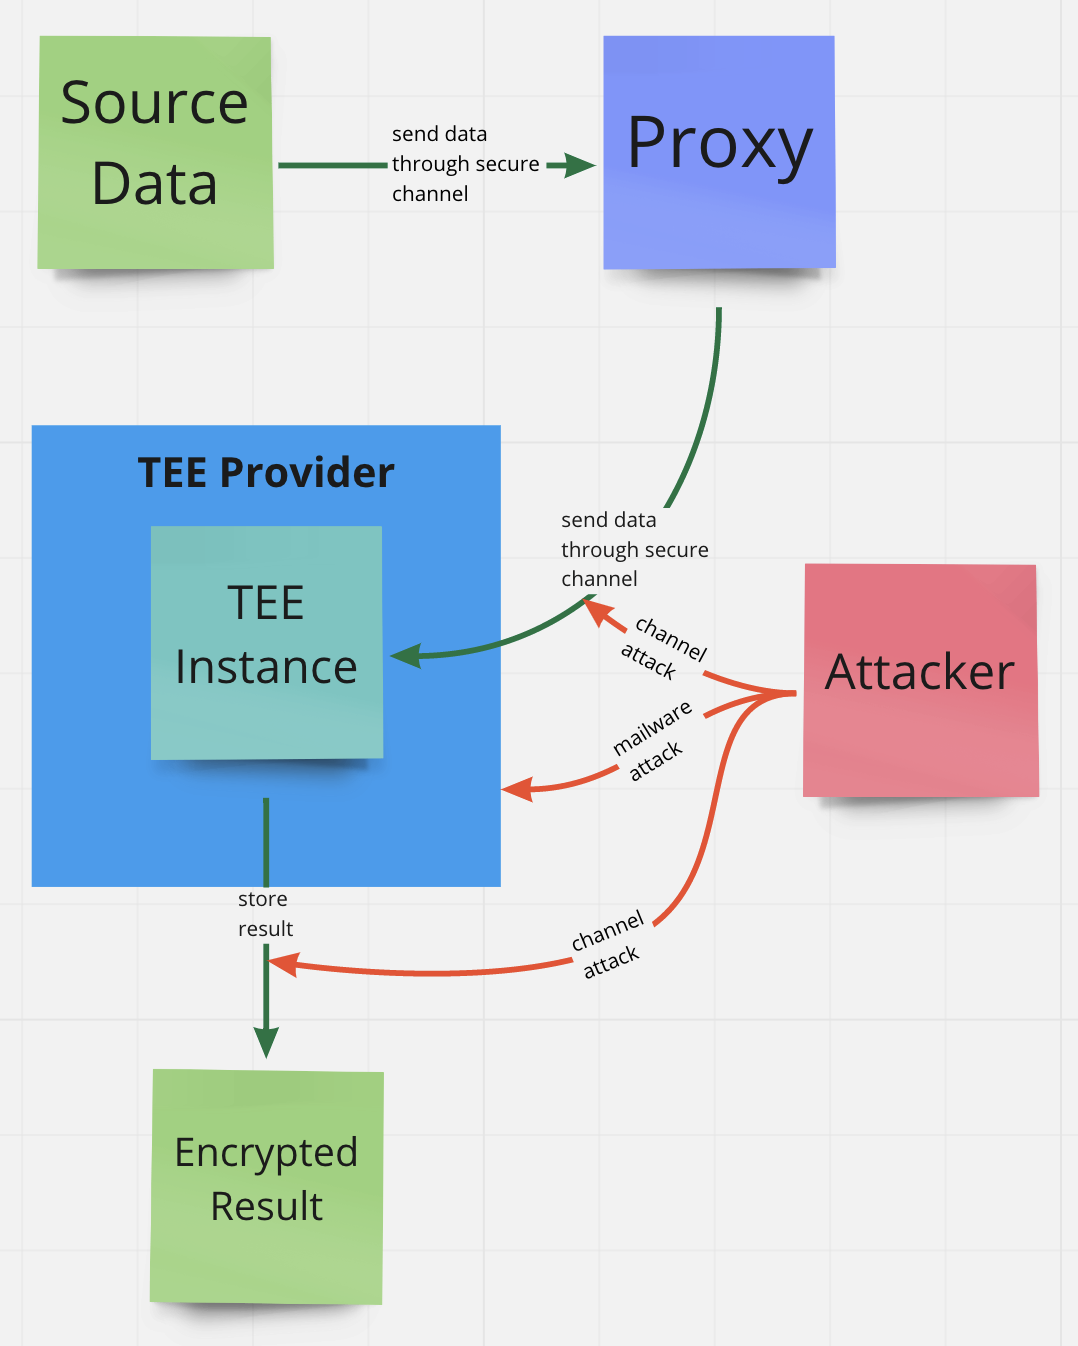 Source
Data
send data
through secure
channel
Proxy
TEE Provider
TEE
Instance
send data
through secure
channel
channel
attack
mailware
attack
Attacker
store
result
channel
attack
Encrypted
Result